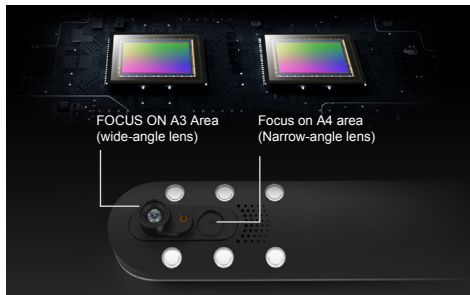 FOCUS ON A3 Area
(wide-angle lens)
Focus on A4 area
(Narrow-angle lens)